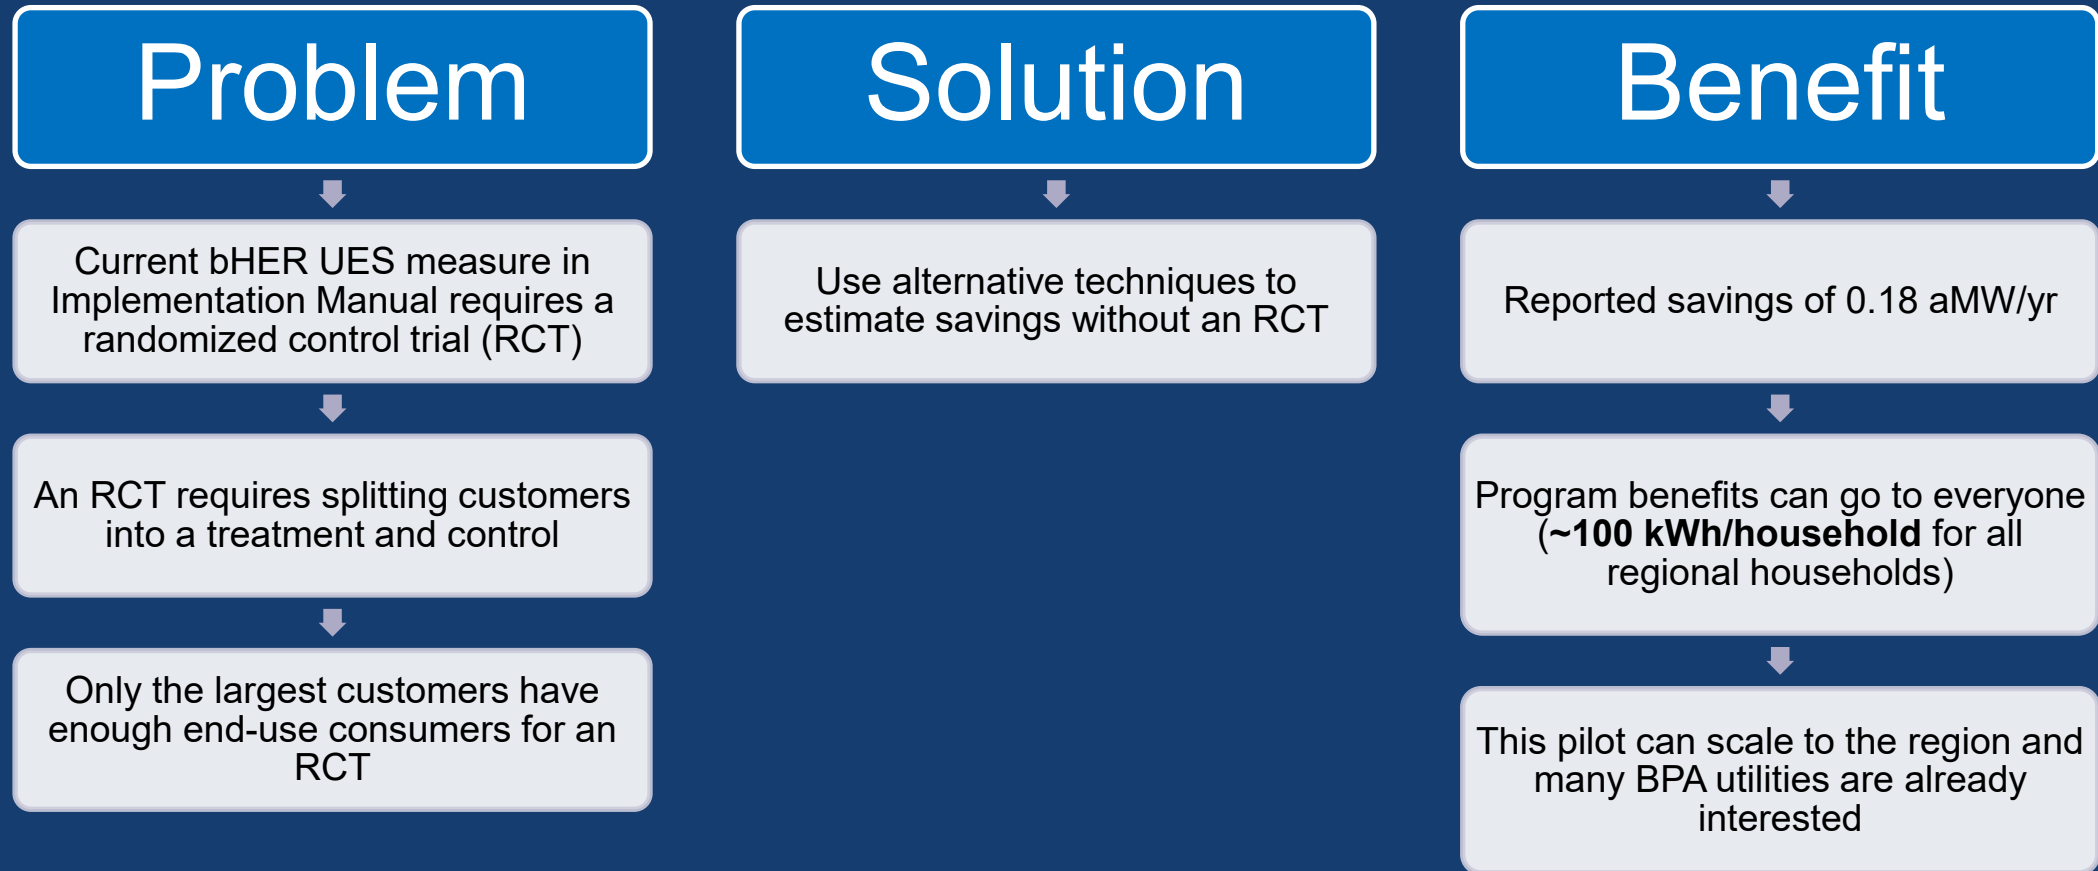 Problem
Current bHER UES measure in
Implementation Manual requires a
randomized control trial (RCT)
An RCT requires splitting customers
into a treatment and control
Only the largest customers have
enough end-use consumers for an
RCT
Solution
Use alternative techniques to
estimate savings without an RCT
Benefit
Reported savings of 0.18 aMW/yr
Program benefits can go to everyone
(~100 kWh/household for all
regional households)
This pilot can scale to the region and
many BPA utilities are already
interested